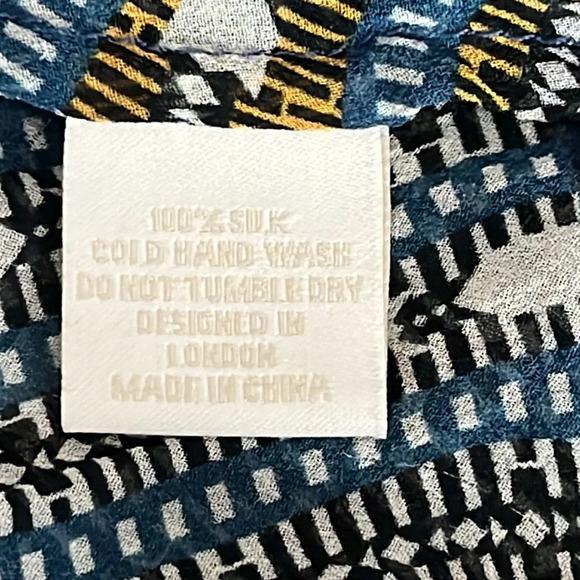 100% SILK
COLD HAND WASH
DO NOT TUMBLE DRY
DESIGNED IN
LONDON
MADE IN CHINA